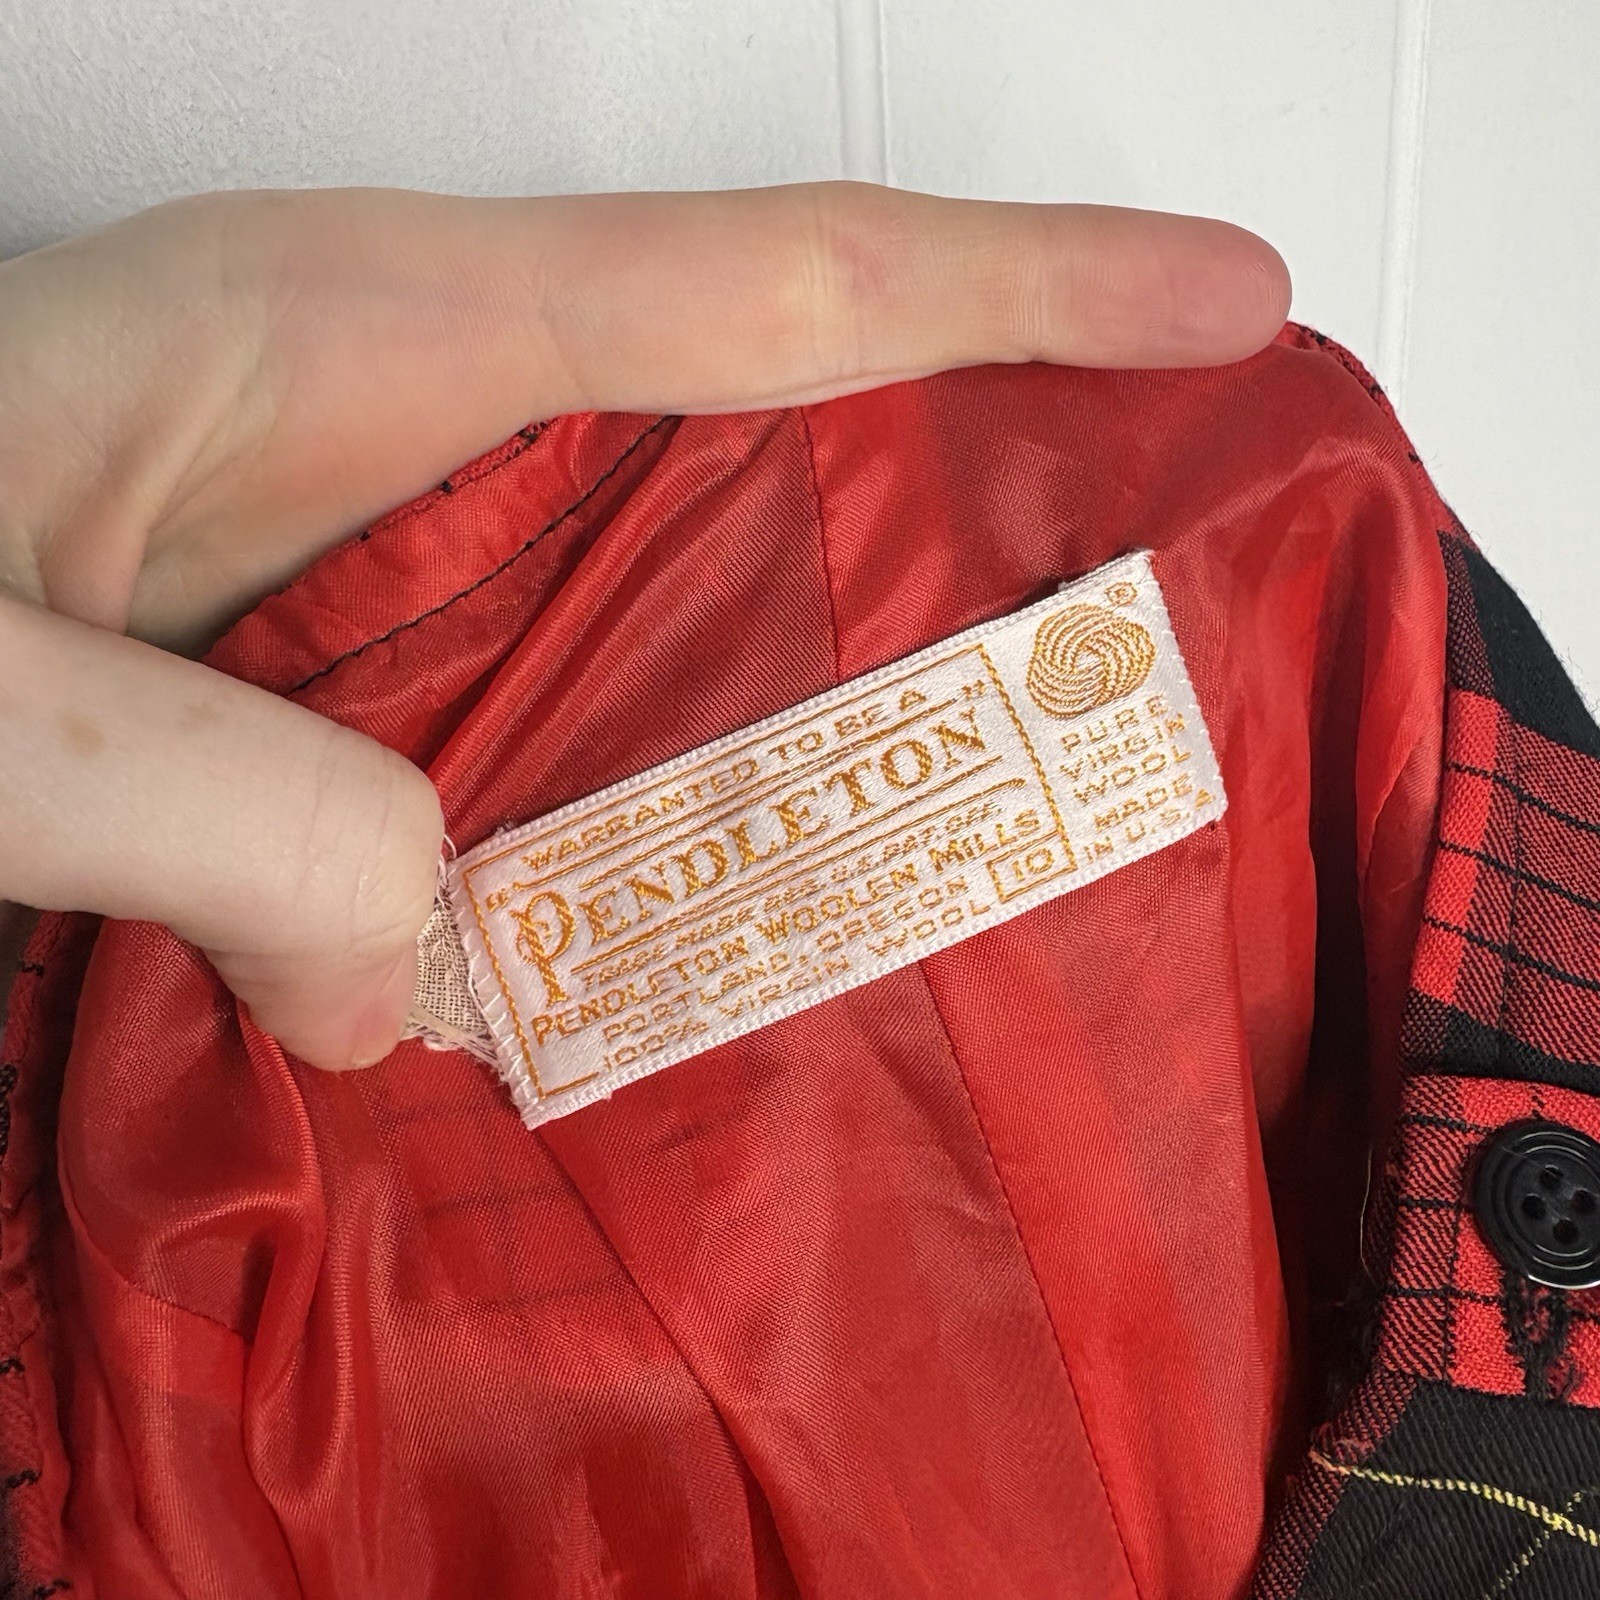 "WARRANTED TO BE A
PENDLETON"
TRADE MARK REG. U.S. PAT. OFF.
PENDLETON WOOLEN MILLS
PORTLAND, OREGON
100% VIRGIN WOOL
10
®
PURE
VIRGIN
WOOL
MADE
IN U.S.A.